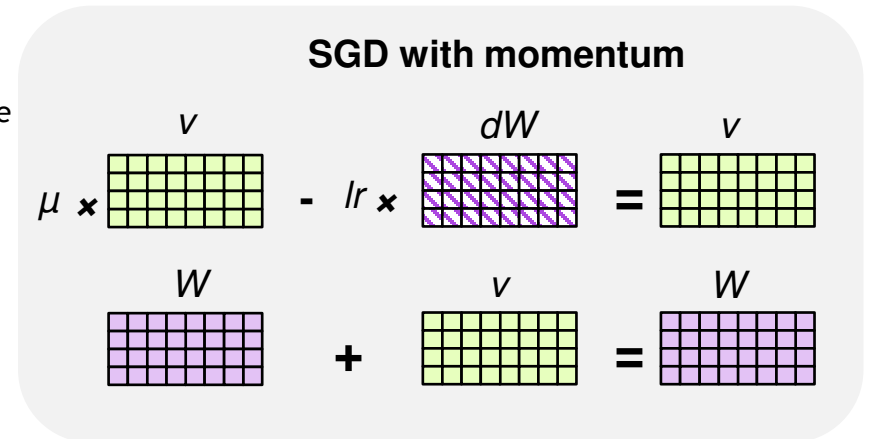 SGD with momentum
e
v dW v
μ × - lr × =
W v W
+ =